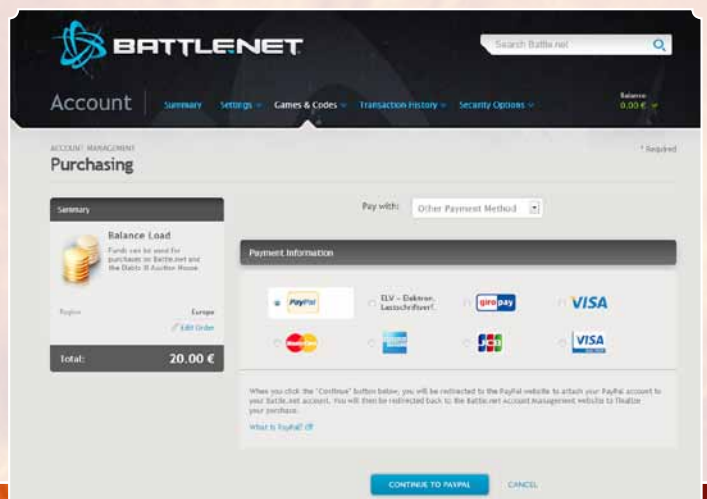 BATTLE.NET
Search Battle.net
Account
Summary
Settings
Games & Codes
Transaction History
Security Options
Balance
0.00 €
ACCOUNT MANAGEMENT
Purchasing
* Required
Summary
Balance Load
Funds can be used for
purchases on Battle.net and
the Diablo III Auction House
Region
Europe
Edit Order
Total:
20.00 €
Pay with:
Other Payment Method
Payment Information
PayPal
ELV - Elektron.
Lastschriftverf.
giropay
VISA
MasterCard
JCB
VISA
When you click the "Continue" button below, you will be redirected to the PayPal website to attach your PayPal account to
your Battle.net account. You will then be redirected back to the Battle.net Account Management website to finalize
your purchase.
What is PayPal?
CONTINUE TO PAYPAL
CANCEL